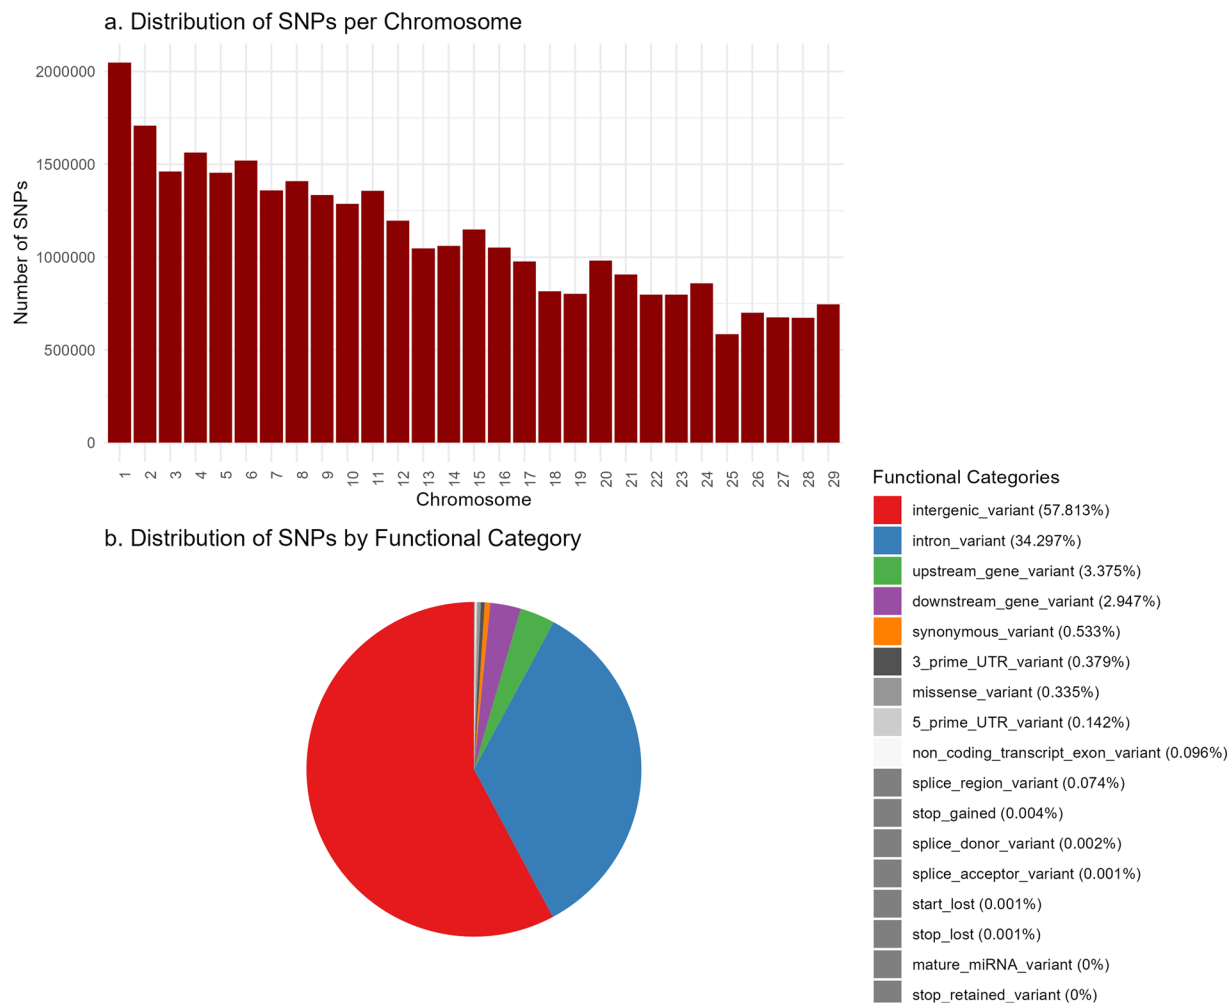 a. Distribution of SNPs per Chromosome
Number of SNPs
2000000
1500000
1000000
500000
0
1 2 3 4 5 6 7 8 9 10 11 12 13 14 15 16 17 18 19 20 21 22 23 24 25 26 27 28 29
Chromosome
b. Distribution of SNPs by Functional Category
Functional Categories
intergenic_variant (57.813%)
intron_variant (34.297%)
upstream_gene_variant (3.375%)
downstream_gene_variant (2.947%)
synonymous_variant (0.533%)
3_prime_UTR_variant (0.379%)
missense_variant (0.335%)
5_prime_UTR_variant (0.142%)
non_coding_transcript_exon_variant (0.096%)
splice_region_variant (0.074%)
stop_gained (0.004%)
splice_donor_variant (0.002%)
splice_acceptor_variant (0.001%)
start_lost (0.001%)
stop_lost (0.001%)
mature_miRNA_variant (0%)
stop_retained_variant (0%)